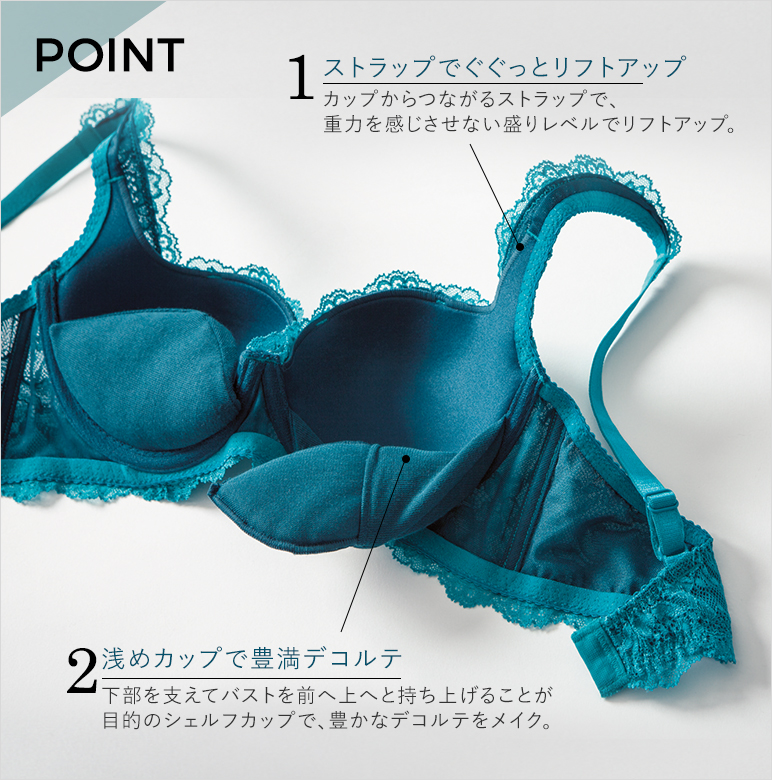 POINT
1 ストラップでぐぐっとリフトアップ
カップからつながるストラップで、
重力を感じさせない盛りレベルでリフトアップ。
2 浅めカップで豊満デコルテ
下部を支えてバストを前へ上へと持ち上げることが
目的のシェルフカップで、豊かなデコルテをメイク。